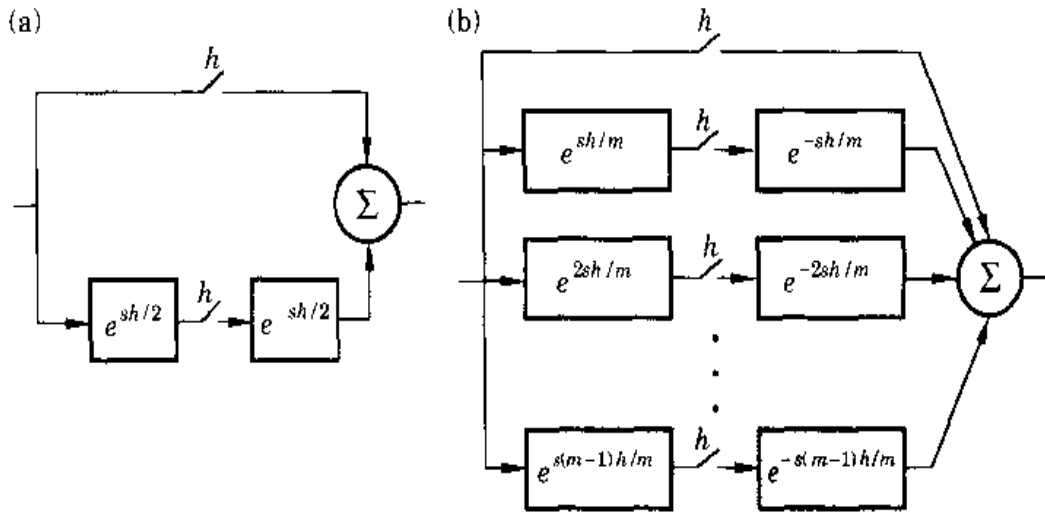 (a)
h
Σ
e^{sh/2}
h
e^{sh/2}
(b)
h
e^{sh/m}
h
e^{-sh/m}
e^{2sh/m}
h
e^{-2sh/m}
Σ
e^{s(m-1)h/m}
h
e^{-s(m-1)h/m}